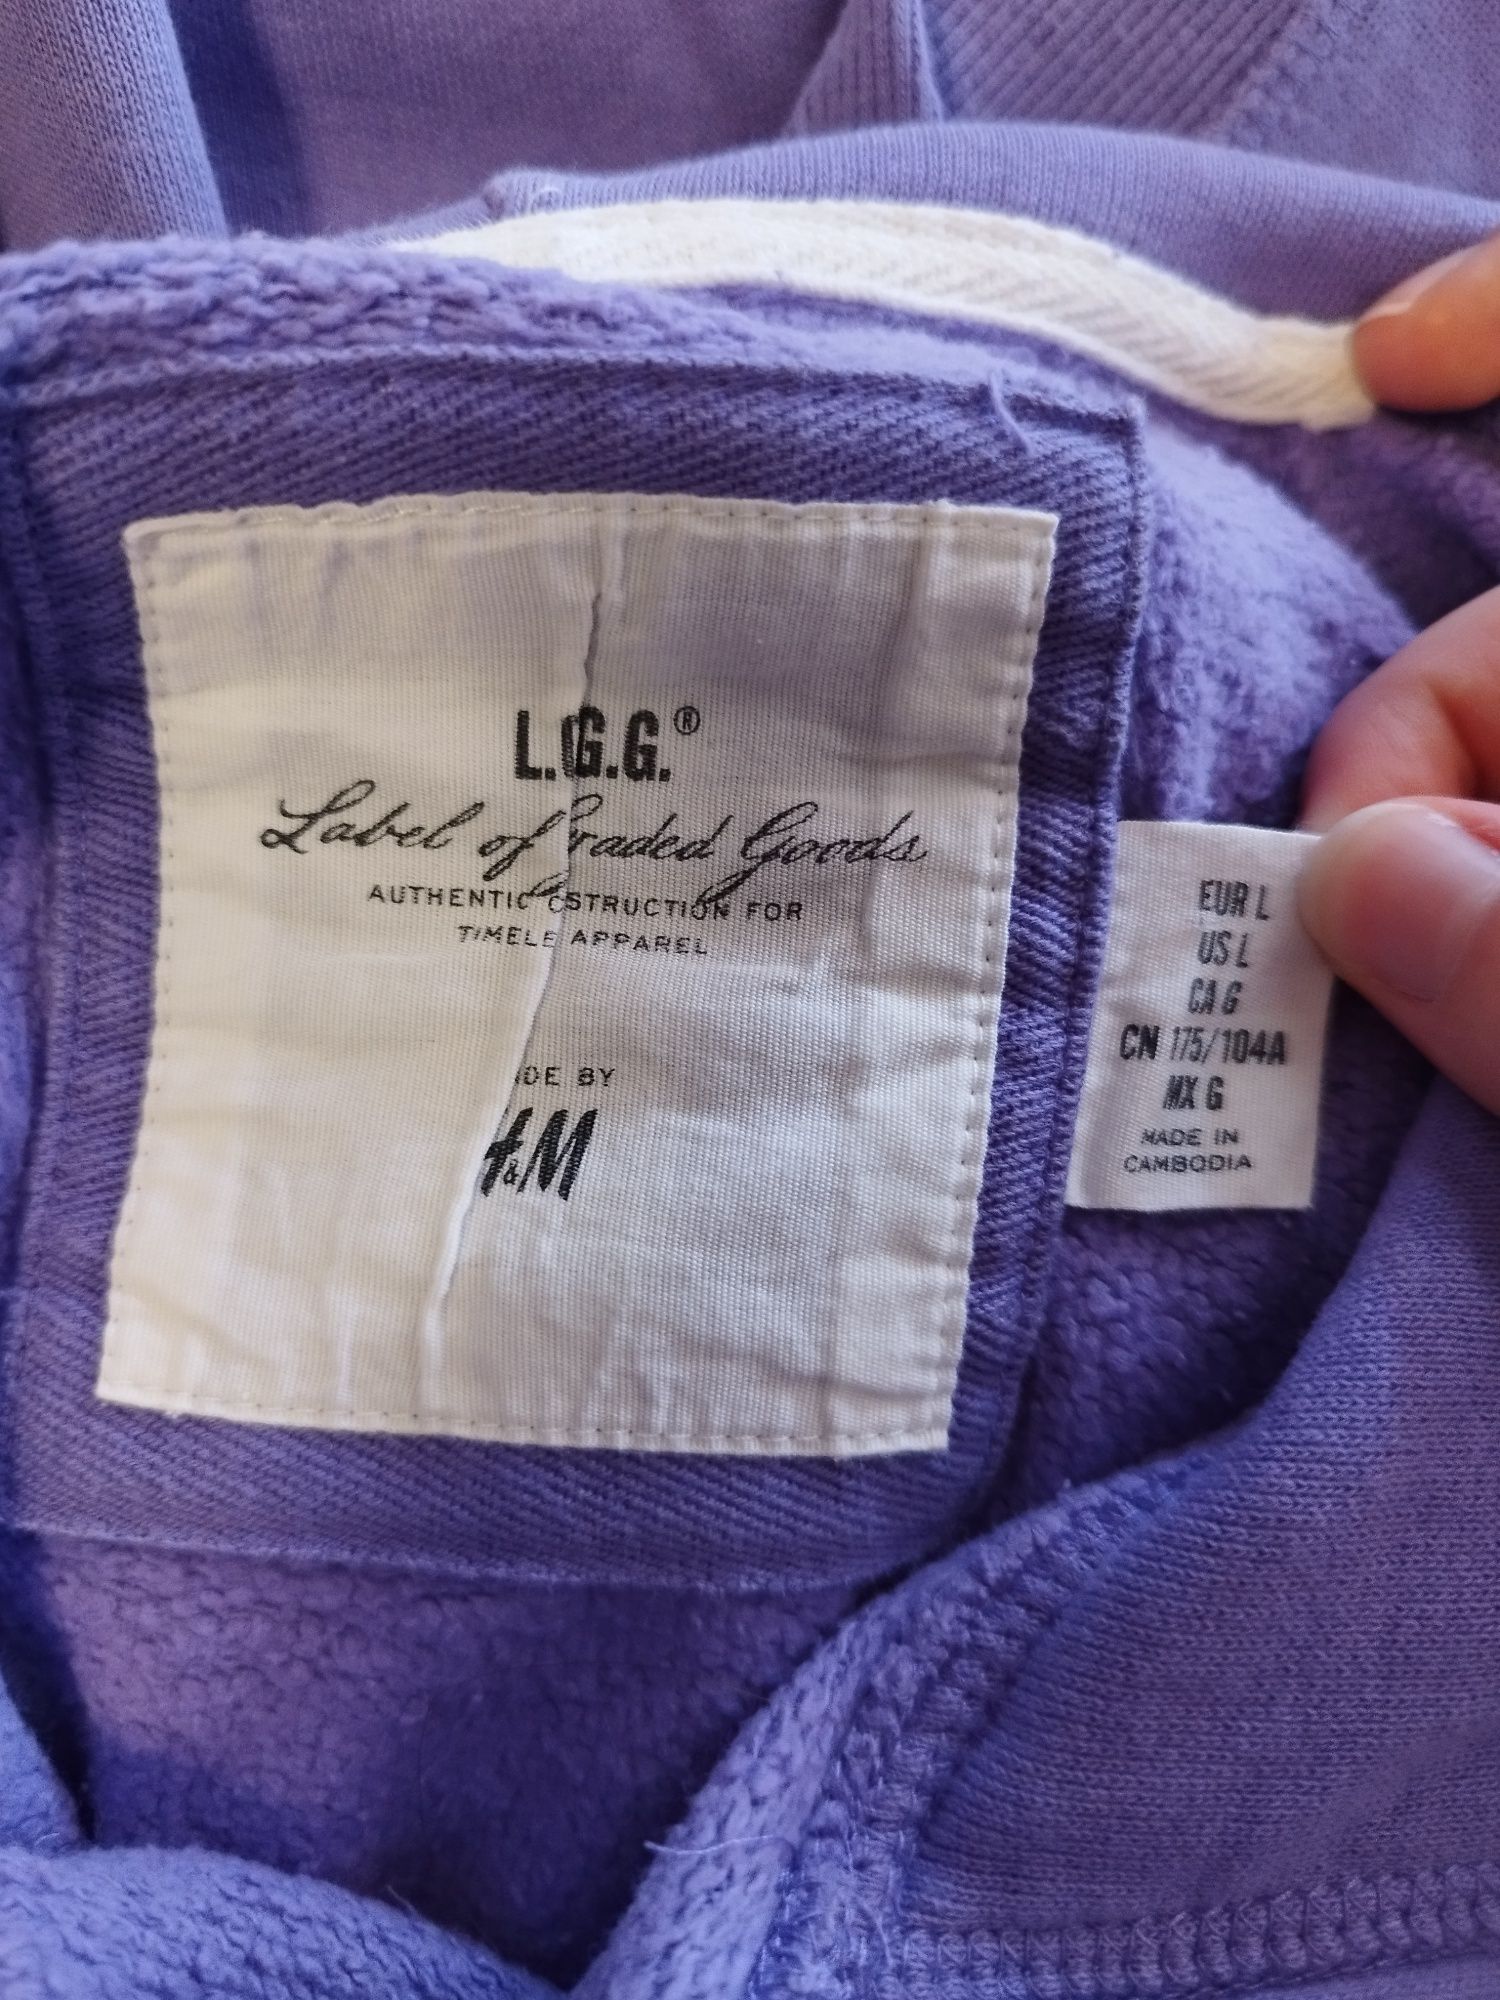 L.G.G.®
Label of Graded Goods
AUTHENTIC CSTRUCTION FOR
TIMELE APPAREL
DE BY
H&M
EUR L
US L
CA G
CN 175/104A
MX G
MADE IN
CAMBODIA